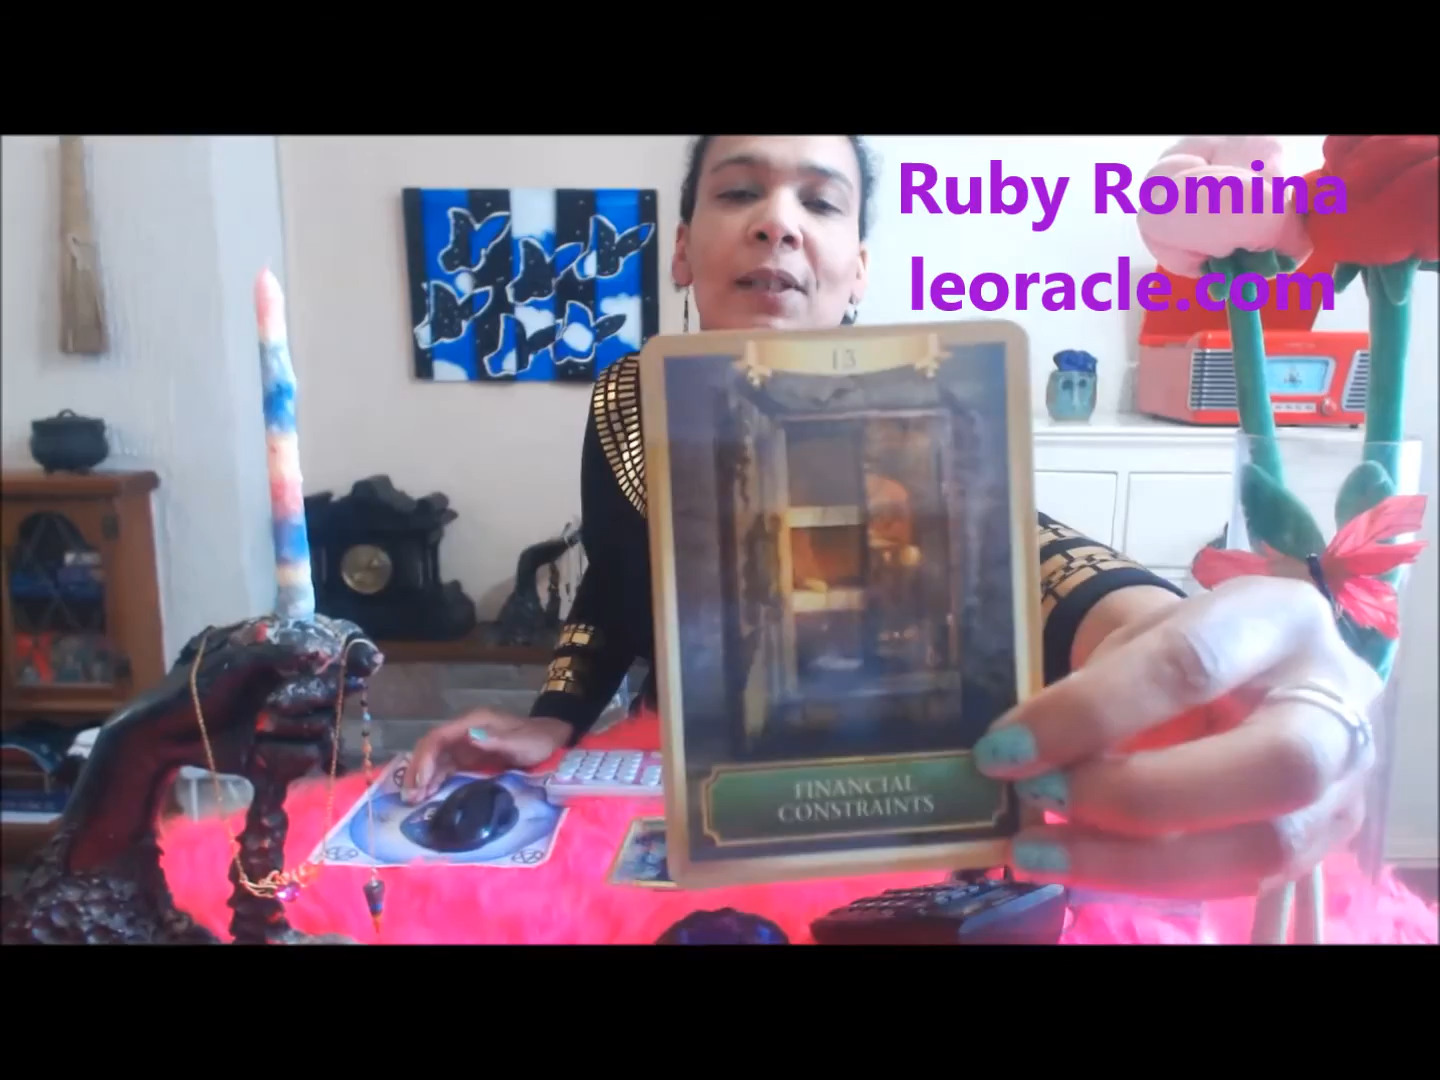 Ruby Romina
leoracle.com
13
FINANCIAL
CONSTRAINTS